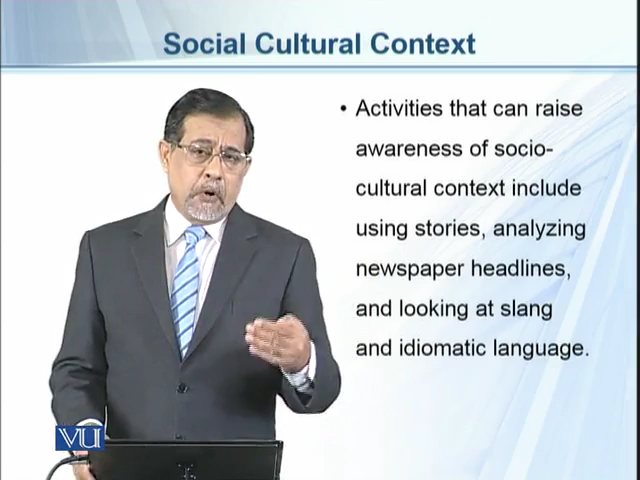 Social Cultural Context
• Activities that can raise
awareness of socio-
cultural context include
using stories, analyzing
newspaper headlines,
and looking at slang
and idiomatic language.
VU